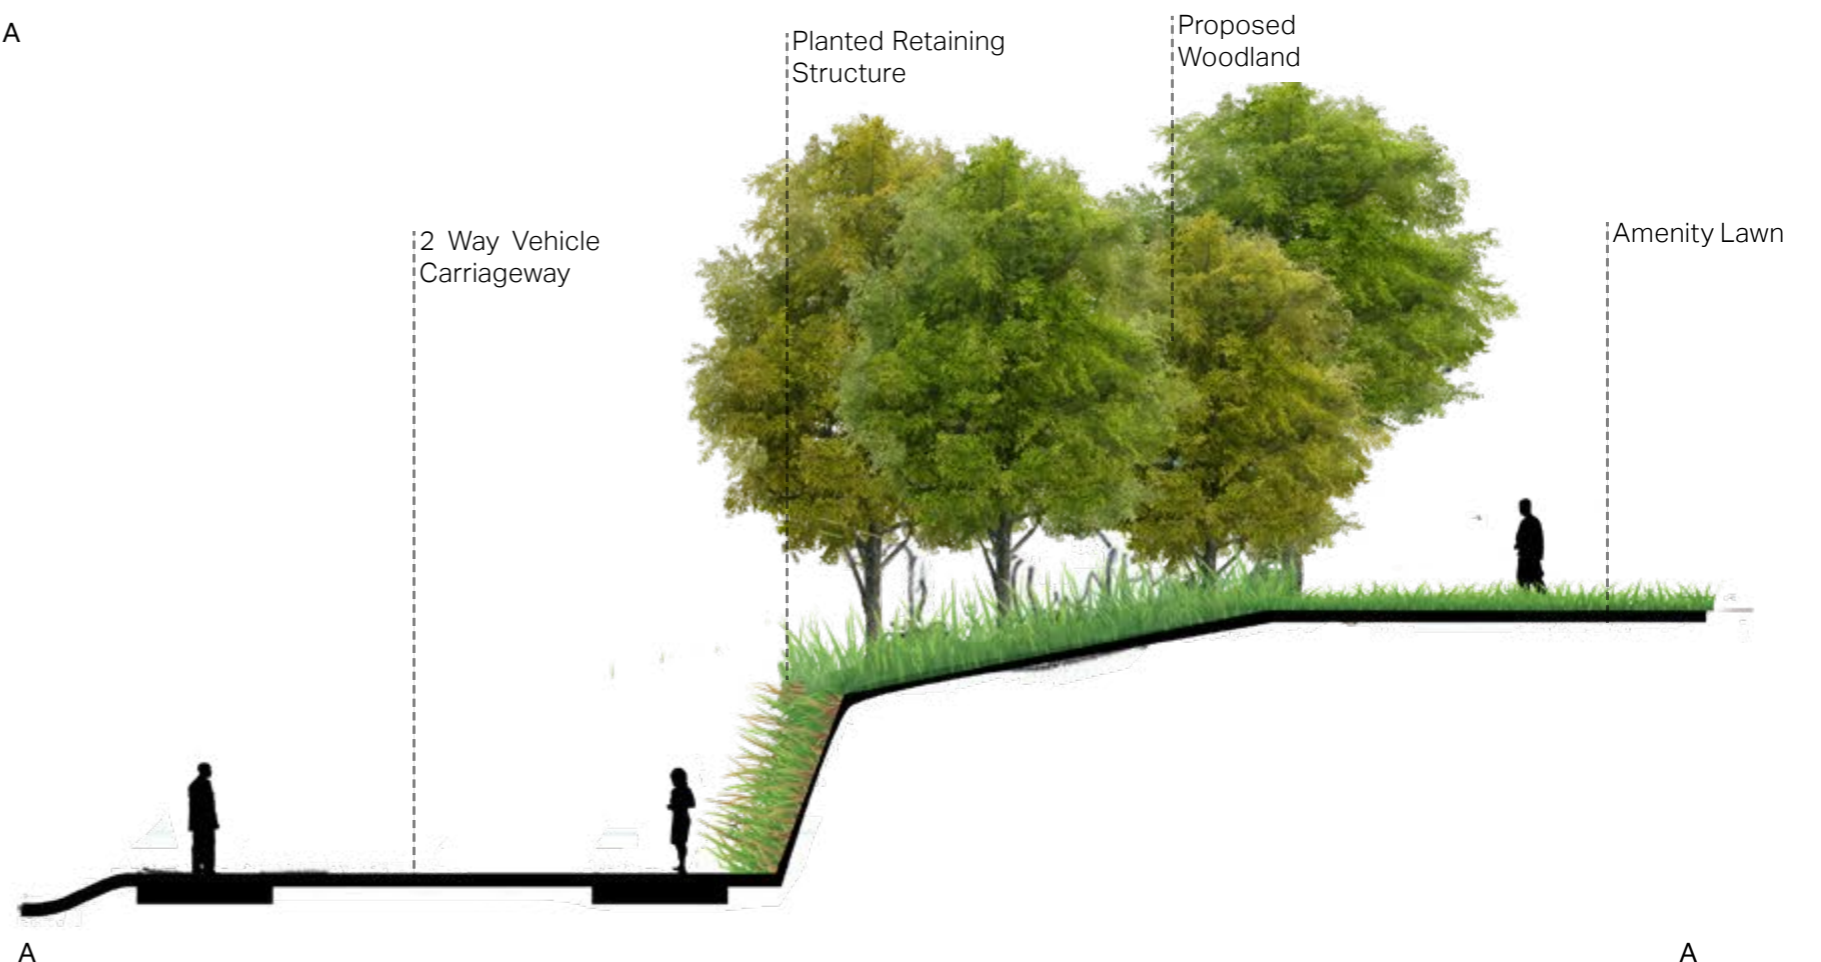 A
Planted Retaining
Structure
Proposed
Woodland
2 Way Vehicle
Carriageway
Amenity Lawn
A
A